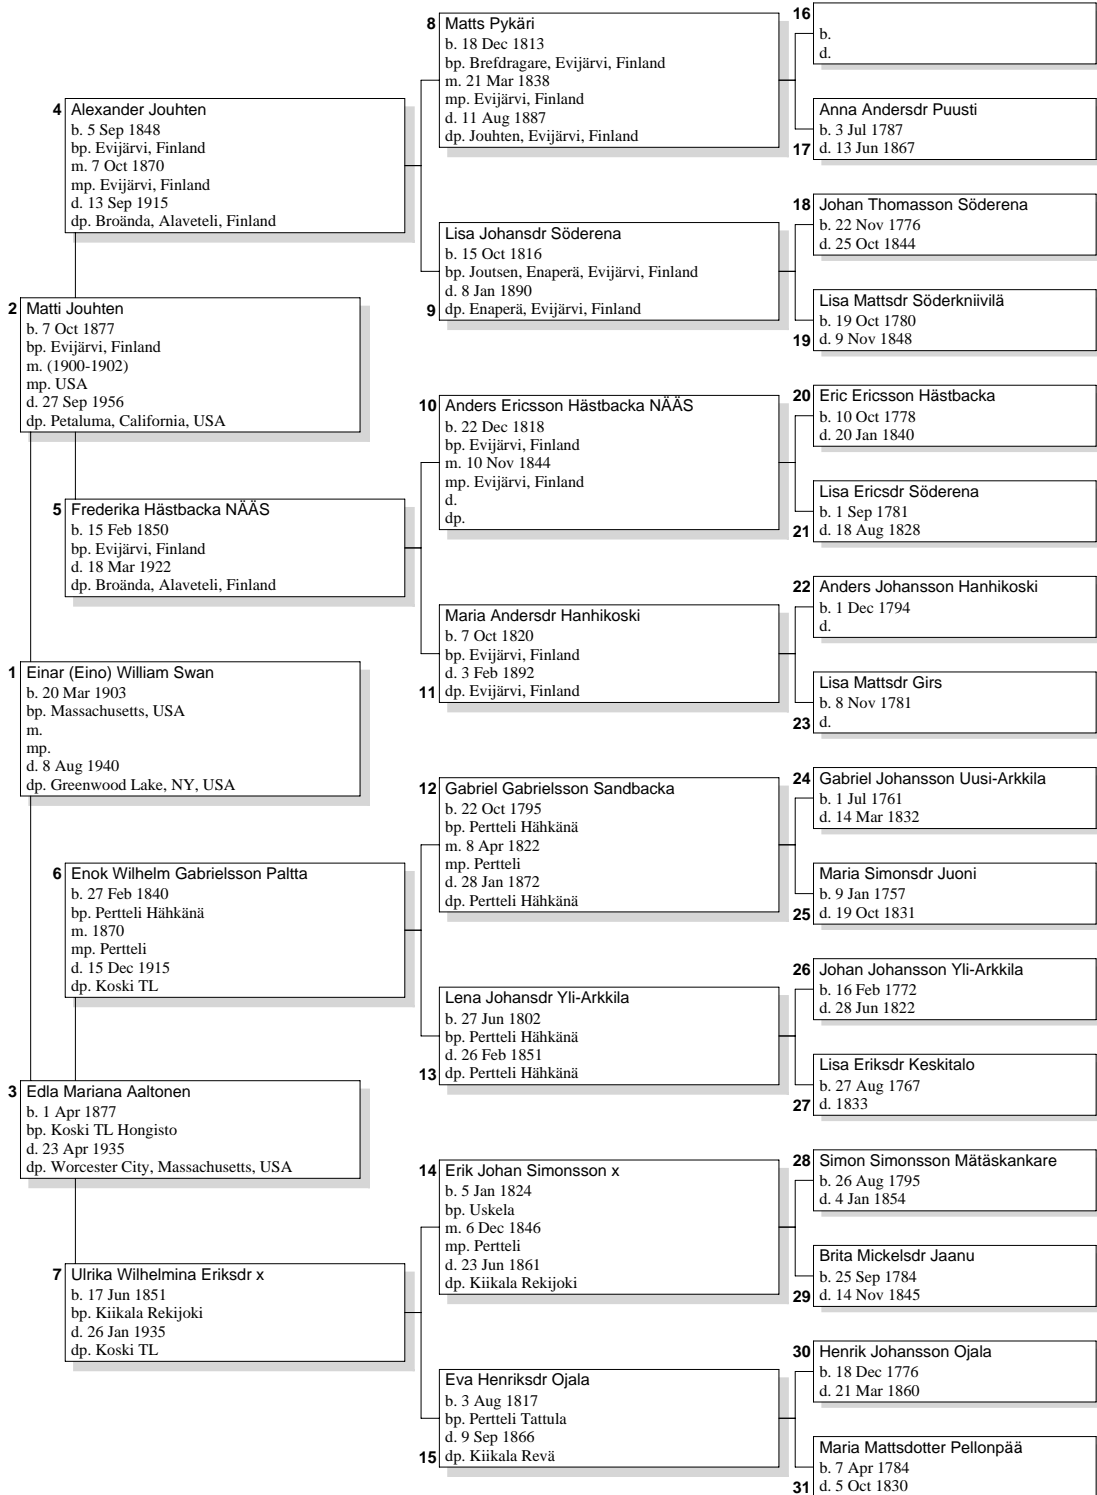 8 Matts Pykäri
b. 18 Dec 1813
bp. Brefdragare, Evijärvi, Finland
m. 21 Mar 1838
mp. Evijärvi, Finland
d. 11 Aug 1887
dp. Jouhten, Evijärvi, Finland
16
b.
d.
4 Alexander Jouhten
b. 5 Sep 1848
bp. Evijärvi, Finland
m. 7 Oct 1870
mp. Evijärvi, Finland
d. 13 Sep 1915
dp. Broända, Alaveteli, Finland
Anna Andersdr Puusti
b. 3 Jul 1787
17 d. 13 Jun 1867
Lisa Johansdr Söderena
b. 15 Oct 1816
bp. Joutsen, Enaperä, Evijärvi, Finland
d. 8 Jan 1890
9 dp. Enaperä, Evijärvi, Finland
18 Johan Thomasson Söderena
b. 22 Nov 1776
d. 25 Oct 1844
2 Matti Jouhten
b. 7 Oct 1877
bp. Evijärvi, Finland
m. (1900-1902)
mp. USA
d. 27 Sep 1956
dp. Petaluma, California, USA
Lisa Mattsdr Söderkniivilä
b. 19 Oct 1780
19 d. 9 Nov 1848
10 Anders Ericsson Hästbacka NÄÄS
b. 22 Dec 1818
bp. Evijärvi, Finland
m. 10 Nov 1844
mp. Evijärvi, Finland
d.
dp.
20 Eric Ericsson Hästbacka
b. 10 Oct 1778
d. 20 Jan 1840
5 Frederika Hästbacka NÄÄS
b. 15 Feb 1850
bp. Evijärvi, Finland
d. 18 Mar 1922
dp. Broända, Alaveteli, Finland
Lisa Ericsdr Söderena
b. 1 Sep 1781
21 d. 18 Aug 1828
Maria Andersdr Hanhikoski
b. 7 Oct 1820
bp. Evijärvi, Finland
d. 3 Feb 1892
11 dp. Evijärvi, Finland
22 Anders Johansson Hanhikoski
b. 1 Dec 1794
d.
1 Einar (Eino) William Swan
b. 20 Mar 1903
bp. Massachusetts, USA
m.
mp.
d. 8 Aug 1940
dp. Greenwood Lake, NY, USA
Lisa Mattsdr Girs
b. 8 Nov 1781
23 d.
12 Gabriel Gabrielsson Sandbacka
b. 22 Oct 1795
bp. Pertteli Hähkänä
m. 8 Apr 1822
mp. Pertteli
d. 28 Jan 1872
dp. Pertteli Hähkänä
24 Gabriel Johansson Uusi-Arkkila
b. 1 Jul 1761
d. 14 Mar 1832
6 Enok Wilhelm Gabrielsson Paltta
b. 27 Feb 1840
bp. Pertteli Hähkänä
m. 1870
mp. Pertteli
d. 15 Dec 1915
dp. Koski TL
Maria Simonsdr Juoni
b. 9 Jan 1757
25 d. 19 Oct 1831
Lena Johansdr Yli-Arkkila
b. 27 Jun 1802
bp. Pertteli Hähkänä
d. 26 Feb 1851
13 dp. Pertteli Hähkänä
26 Johan Johansson Yli-Arkkila
b. 16 Feb 1772
d. 28 Jun 1822
3 Edla Mariana Aaltonen
b. 1 Apr 1877
bp. Koski TL Hongisto
d. 23 Apr 1935
dp. Worcester City, Massachusetts, USA
Lisa Eriksdr Keskitalo
b. 27 Aug 1767
27 d. 1833
14 Erik Johan Simonsson x
b. 5 Jan 1824
bp. Uskela
m. 6 Dec 1846
mp. Pertteli
d. 23 Jun 1861
dp. Kiikala Rekijoki
28 Simon Simonsson Mätäskankare
b. 26 Aug 1795
d. 4 Jan 1854
7 Ulrika Wilhelmina Eriksdr x
b. 17 Jun 1851
bp. Kiikala Rekijoki
d. 26 Jan 1935
dp. Koski TL
Brita Mickelsdr Jaanu
b. 25 Sep 1784
29 d. 14 Nov 1845
Eva Henriksdr Ojala
b. 3 Aug 1817
bp. Pertteli Tattula
d. 9 Sep 1866
15 dp. Kiikala Revä
30 Henrik Johansson Ojala
b. 18 Dec 1776
d. 21 Mar 1860
Maria Mattsdotter Pellonpää
b. 7 Apr 1784
31 d. 5 Oct 1830